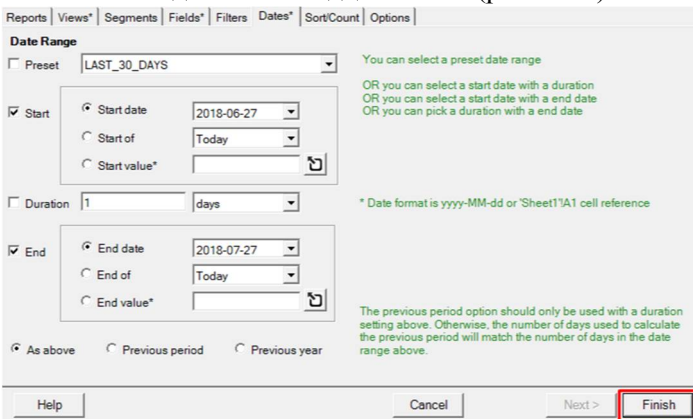 Reports Views* Segments Fields* Filters Dates* Sort/Count Options
Date Range
Preset LAST_30_DAYS
You can select a preset date range
OR you can select a start date with a duration
OR you can select a start date with a end date
OR you can pick a duration with a end date
Start
Start date 2018-06-27
Start of Today
Start value*
Duration 1 days
* Date format is yyyy-MM-dd or 'Sheet1'!A1 cell reference
End
End date 2018-07-27
End of Today
End value*
The previous period option should only be used with a duration
setting above. Otherwise, the number of days used to calculate
the previous period will match the number of days in the date
range above.
As above Previous period Previous year
Help Cancel Next > Finish